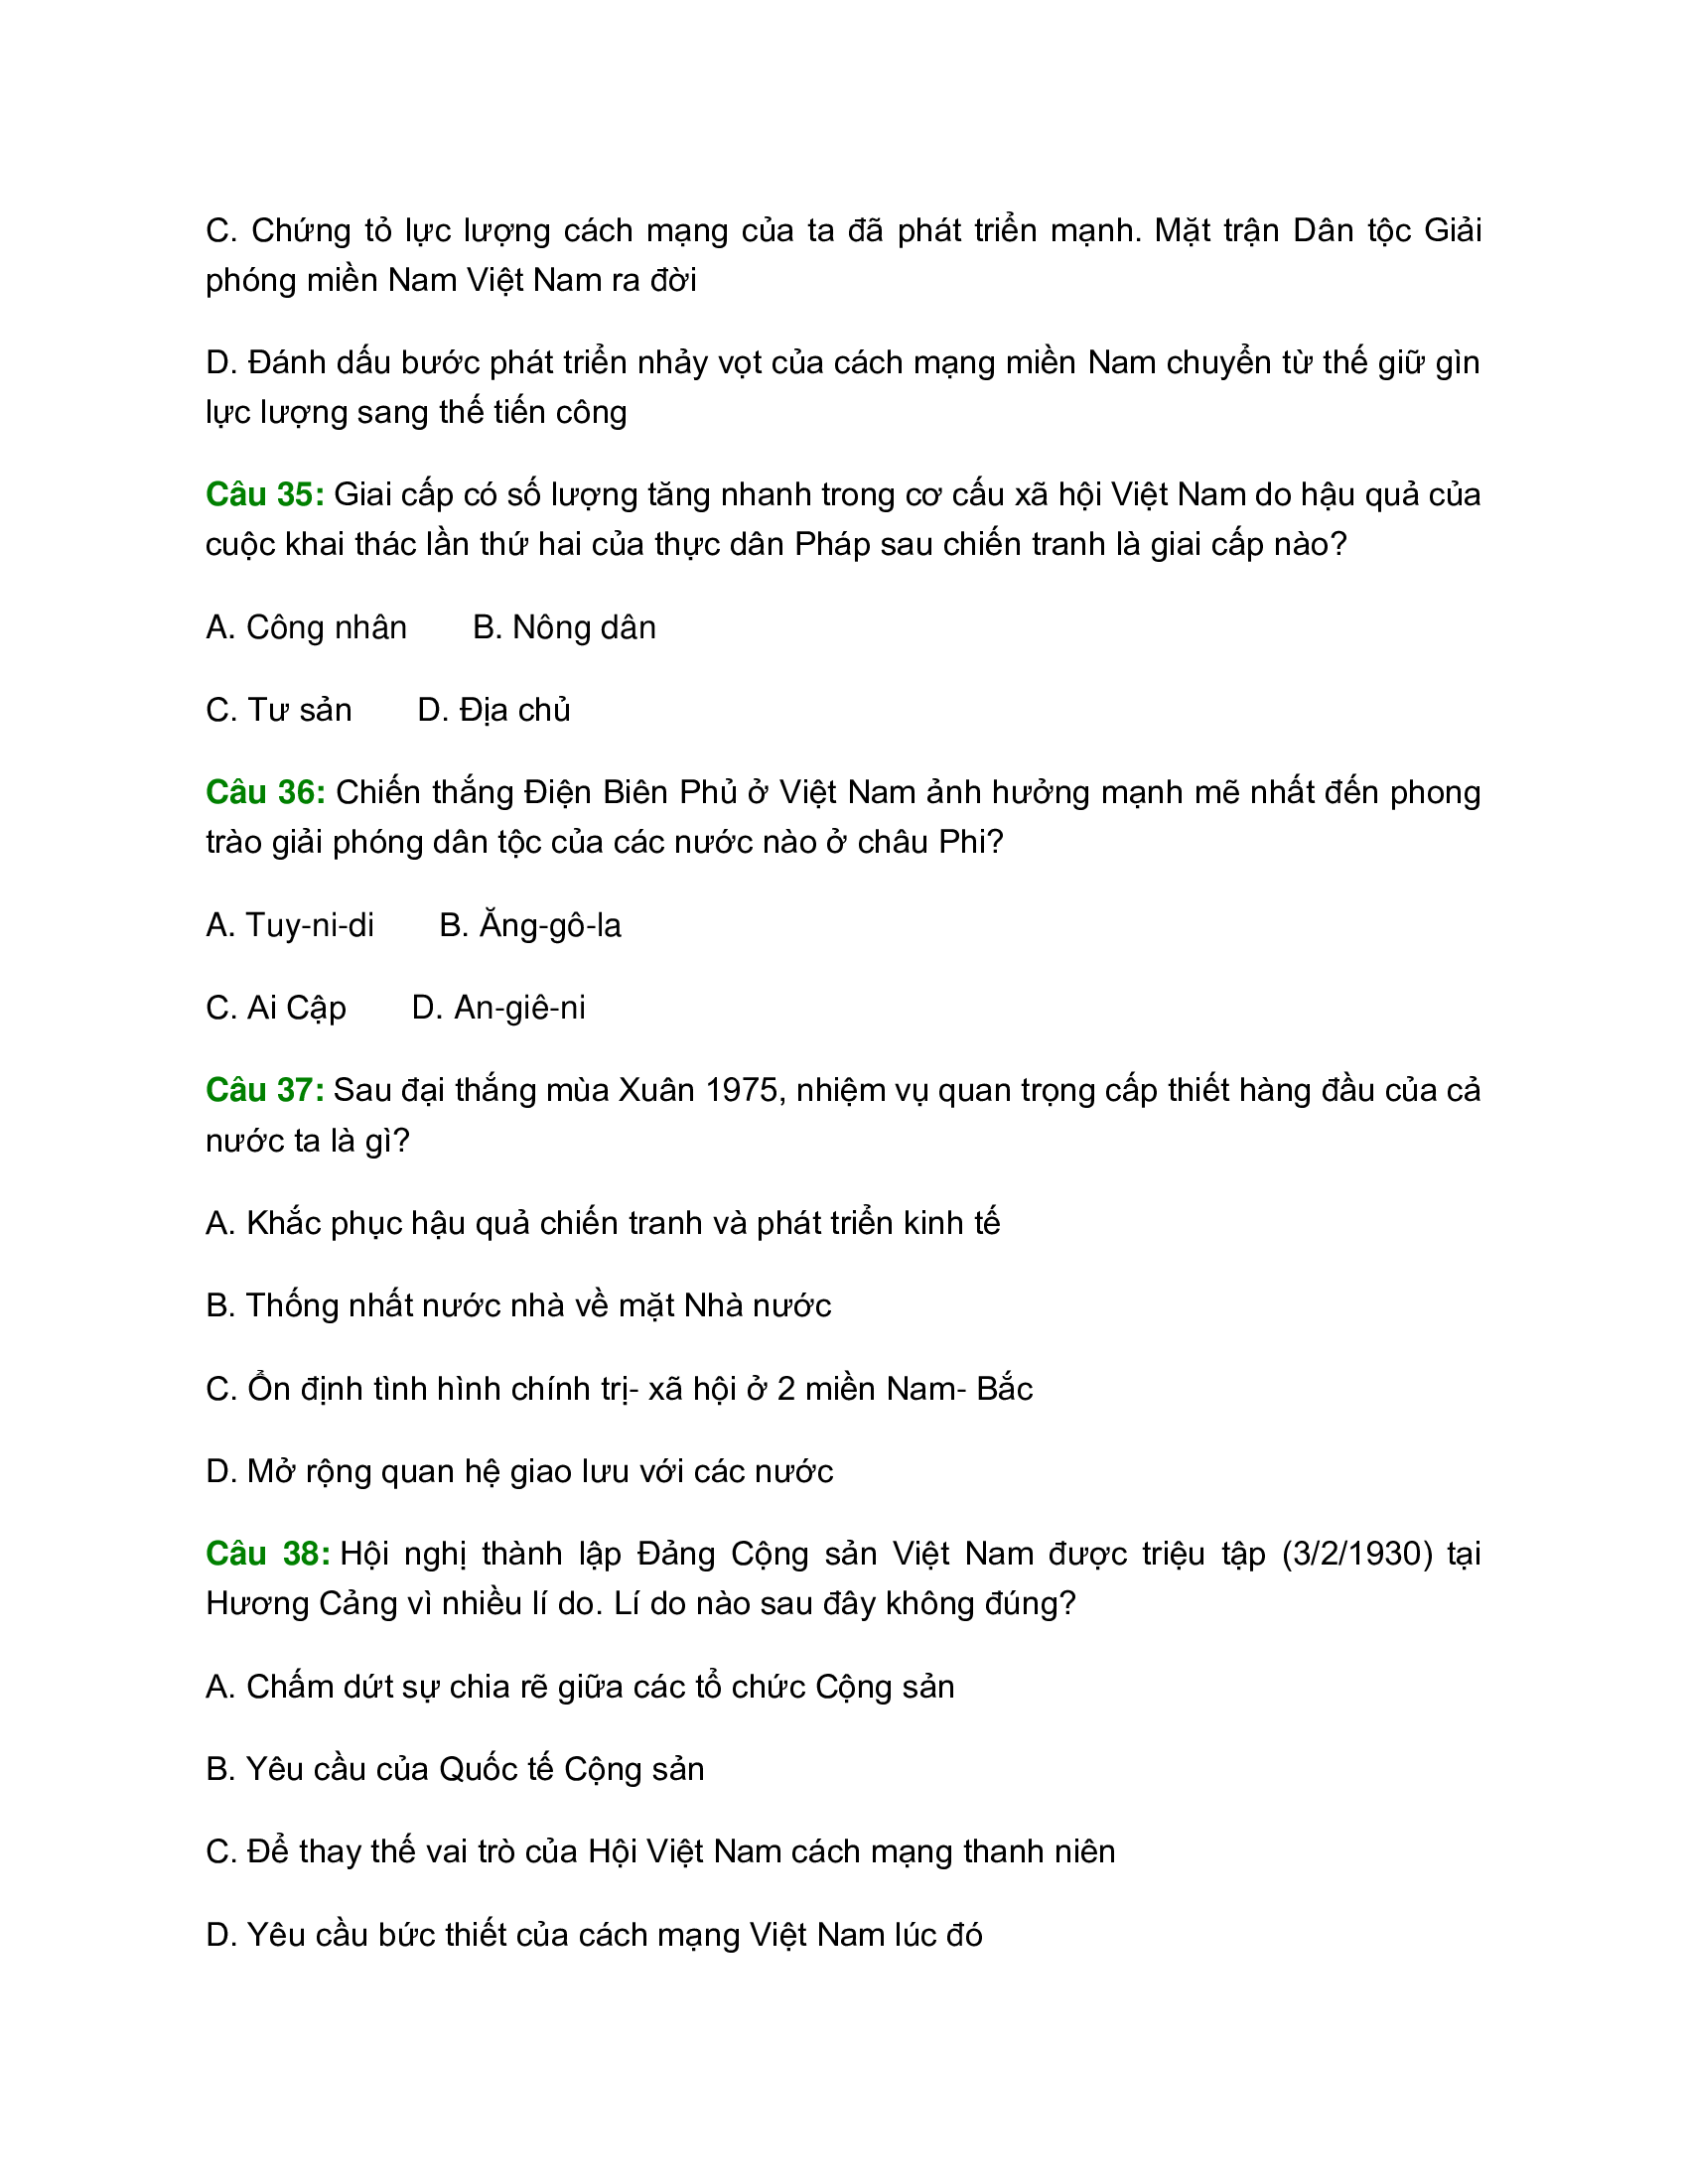 C. Chứng tỏ lực lượng cách mạng của ta đã phát triển mạnh. Mặt trận Dân tộc Giải
phóng miền Nam Việt Nam ra đời
D. Đánh dấu bước phát triển nhảy vọt của cách mạng miền Nam chuyển từ thế giữ gìn
lực lượng sang thế tiến công
Câu 35: Giai cấp có số lượng tăng nhanh trong cơ cấu xã hội Việt Nam do hậu quả của
cuộc khai thác lần thứ hai của thực dân Pháp sau chiến tranh là giai cấp nào?
A. Công nhân B. Nông dân
C. Tư sản D. Địa chủ
Câu 36: Chiến thắng Điện Biên Phủ ở Việt Nam ảnh hưởng mạnh mẽ nhất đến phong
trào giải phóng dân tộc của các nước nào ở châu Phi?
A. Tuy-ni-di B. Ăng-gô-la
C. Ai Cập D. An-giê-ni
Câu 37: Sau đại thắng mùa Xuân 1975, nhiệm vụ quan trọng cấp thiết hàng đầu của cả
nước ta là gì?
A. Khắc phục hậu quả chiến tranh và phát triển kinh tế
B. Thống nhất nước nhà về mặt Nhà nước
C. Ổn định tình hình chính trị- xã hội ở 2 miền Nam- Bắc
D. Mở rộng quan hệ giao lưu với các nước
Câu 38: Hội nghị thành lập Đảng Cộng sản Việt Nam được triệu tập (3/2/1930) tại
Hương Cảng vì nhiều lí do. Lí do nào sau đây không đúng?
A. Chấm dứt sự chia rẽ giữa các tổ chức Cộng sản
B. Yêu cầu của Quốc tế Cộng sản
C. Để thay thế vai trò của Hội Việt Nam cách mạng thanh niên
D. Yêu cầu bức thiết của cách mạng Việt Nam lúc đó